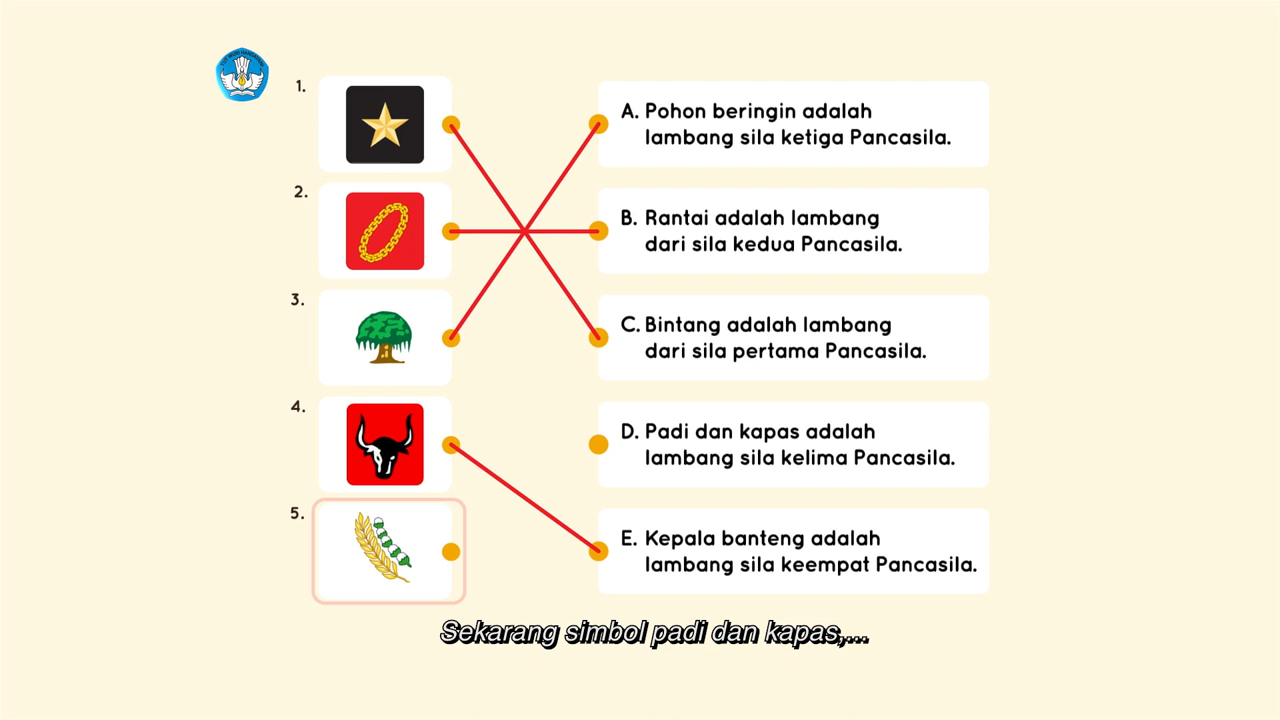 1.
A. Pohon beringin adalah
lambang sila ketiga Pancasila.
2.
B. Rantai adalah lambang
dari sila kedua Pancasila.
3.
C. Bintang adalah lambang
dari sila pertama Pancasila.
4.
D. Padi dan kapas adalah
lambang sila kelima Pancasila.
5.
E. Kepala banteng adalah
lambang sila keempat Pancasila.
Sekarang simbol padi dan kapas,...